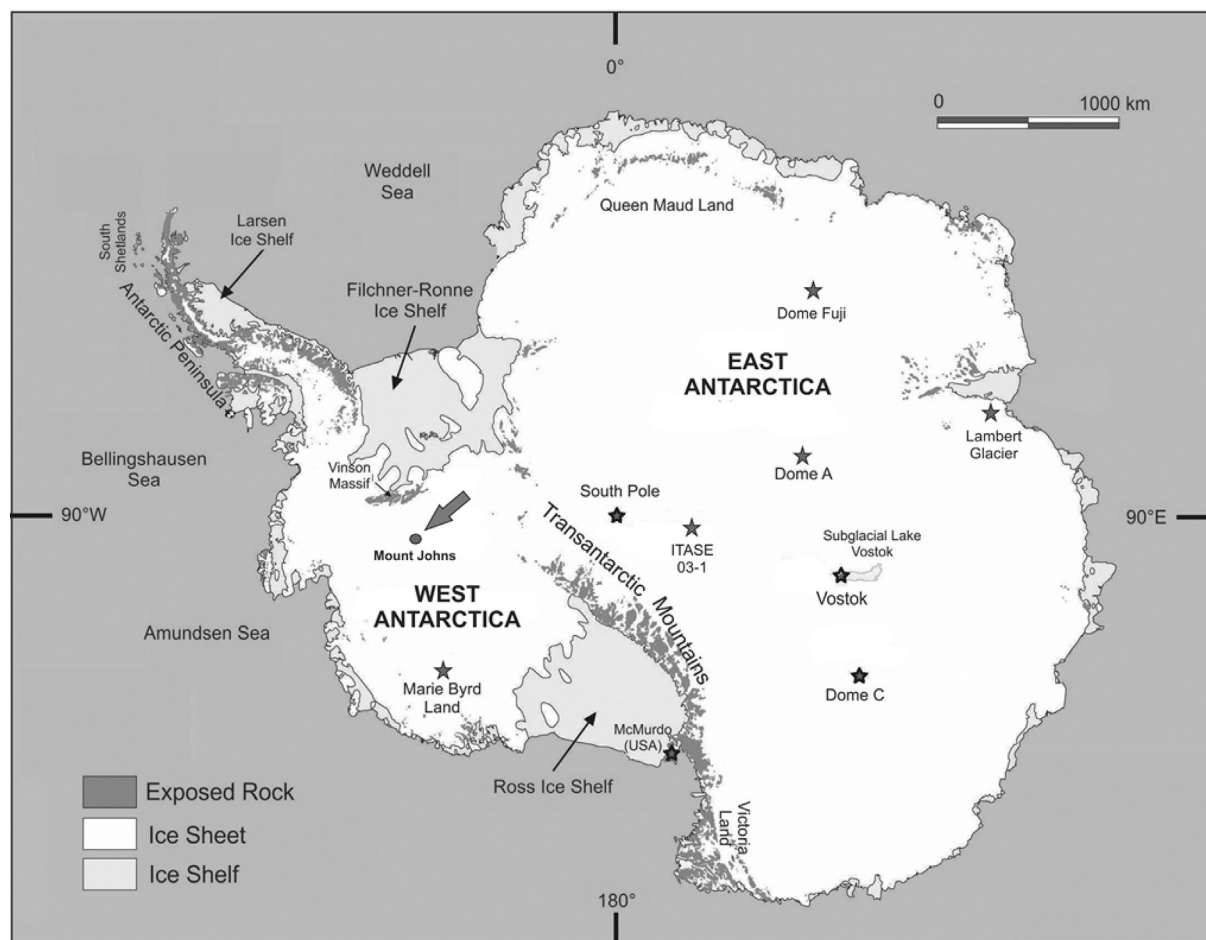 0°
0 1000 km
Weddell
Sea
Queen Maud Land
South
Shetlands
Larsen
Ice Shelf
Filchner-Ronne
Ice Shelf
Antarctic Peninsula
Dome Fuji
EAST
ANTARCTICA
Lambert
Glacier
Bellingshausen
Sea
Vinson
Massif
Dome A
South Pole
90°W
90°E
Transantarctic Mountains
ITASE
03-1
Subglacial Lake
Vostok
Vostok
Mount Johns
WEST
ANTARCTICA
Amundsen Sea
Marie Byrd
Land
Dome C
McMurdo
(USA)
Ross Ice Shelf
Victoria
Land
Exposed Rock
Ice Sheet
Ice Shelf
180°